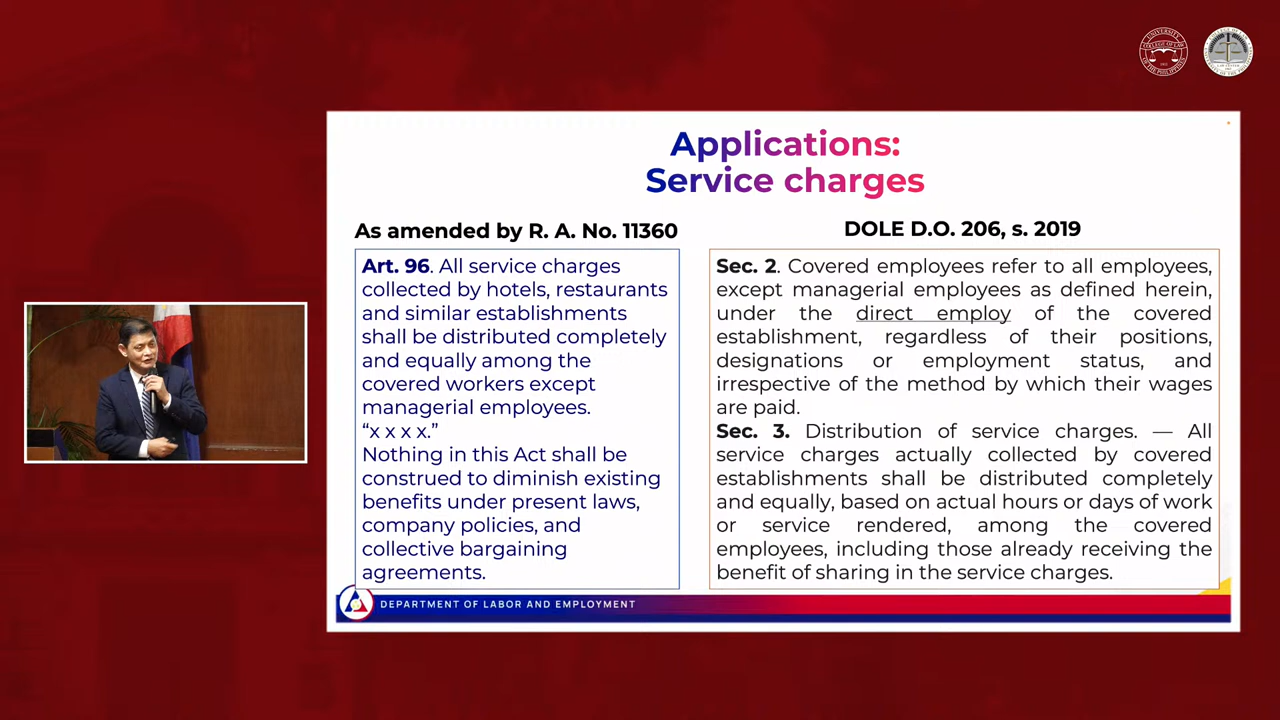 Applications:
Service charges
As amended by R. A. No. 11360
Art. 96. All service charges
collected by hotels, restaurants
and similar establishments
shall be distributed completely
and equally among the
covered workers except
managerial employees.
“x x x x.”
Nothing in this Act shall be
construed to diminish existing
benefits under present laws,
company policies, and
collective bargaining
agreements.
DOLE D.O. 206, s. 2019
Sec. 2. Covered employees refer to all employees,
except managerial employees as defined herein,
under the direct employ of the covered
establishment, regardless of their positions,
designations or employment status, and
irrespective of the method by which their wages
are paid.
Sec. 3. Distribution of service charges. — All
service charges actually collected by covered
establishments shall be distributed completely
and equally, based on actual hours or days of work
or service rendered, among the covered
employees, including those already receiving the
benefit of sharing in the service charges.
DEPARTMENT OF LABOR AND EMPLOYMENT